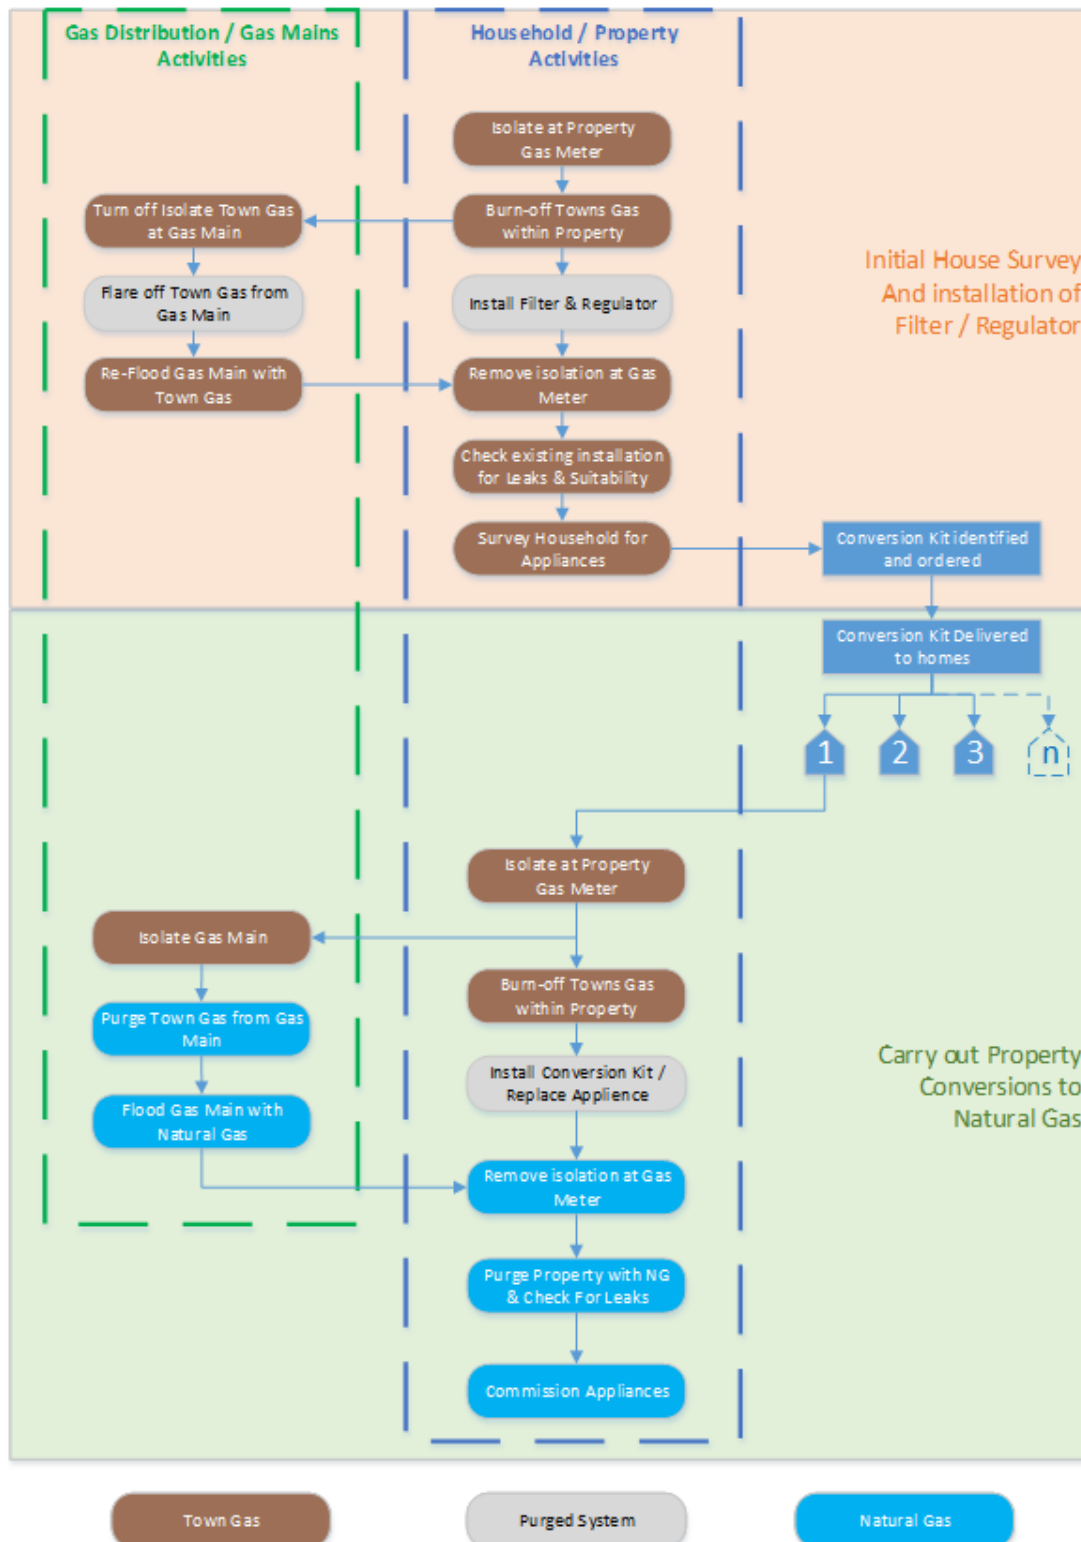 Gas Distribution / Gas Mains
Activities
Household / Property
Activities
Isolate at Property
Gas Meter
Turn off Isolate Town Gas
at Gas Main
Burn-off Towns Gas
within Property
Flare off Town Gas from
Gas Main
Install Filter & Regulator
Initial House Survey
And installation of
Filter / Regulator
Re-Flood Gas Main with
Town Gas
Remove isolation at Gas
Meter
Check existing installation
for Leaks & Suitability
Survey Household for
Appliances
Conversion Kit identified
and ordered
Conversion Kit Delivered
to homes
1
2
3
n
Isolate at Property
Gas Meter
Isolate Gas Main
Burn-off Towns Gas
within Property
Purge Town Gas from Gas
Main
Install Conversion Kit /
Replace Applience
Carry out Property
Conversions to
Natural Gas
Flood Gas Main with
Natural Gas
Remove isolation at Gas
Meter
Purge Property with NG
& Check For Leaks
Commission Appliances
Town Gas
Purged System
Natural Gas